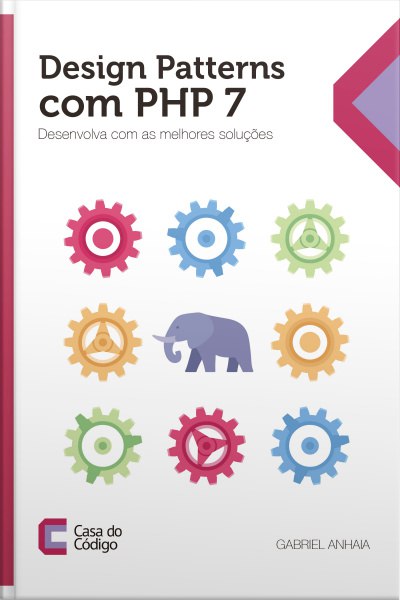 Design Patterns
com PHP 7
Desenvolva com as melhores soluções
Casa do
Código
GABRIEL ANHAIA